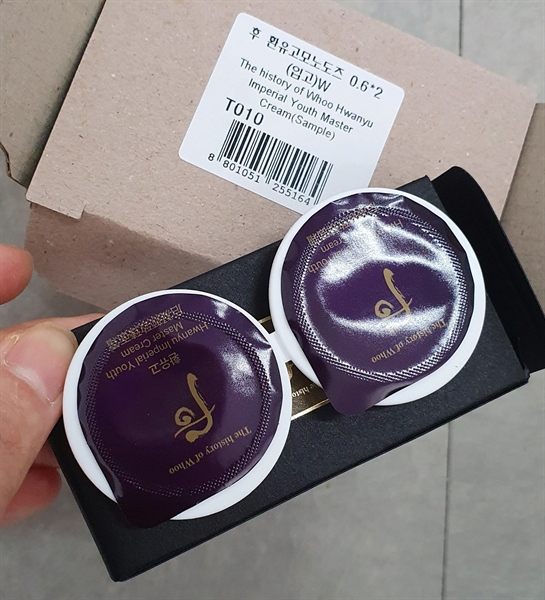 후 환유고모노도즈 0.6*2
(업고)W
The history of Whoo Hwanyu
Imperial Youth Master
Cream(Sample)
T010
8 801051 255164
The history of Whoo
환유고
Hwanyu Imperial Youth
Master Cream
The history of Whoo